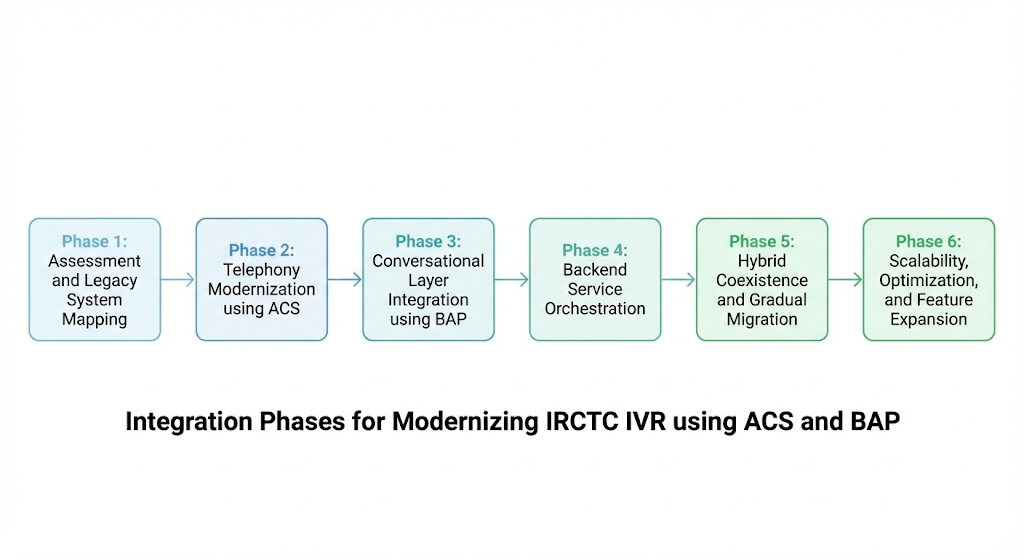 Phase 1:
Assessment
and Legacy
System
Mapping
Phase 2:
Telephony
Modernization
using ACS
Phase 3:
Conversational
Layer
Integration
using BAP
Phase 4:
Backend
Service
Orchestration
Phase 5:
Hybrid
Coexistence
and Gradual
Migration
Phase 6:
Scalability,
Optimization,
and Feature
Expansion
Integration Phases for Modernizing IRCTC IVR using ACS and BAP